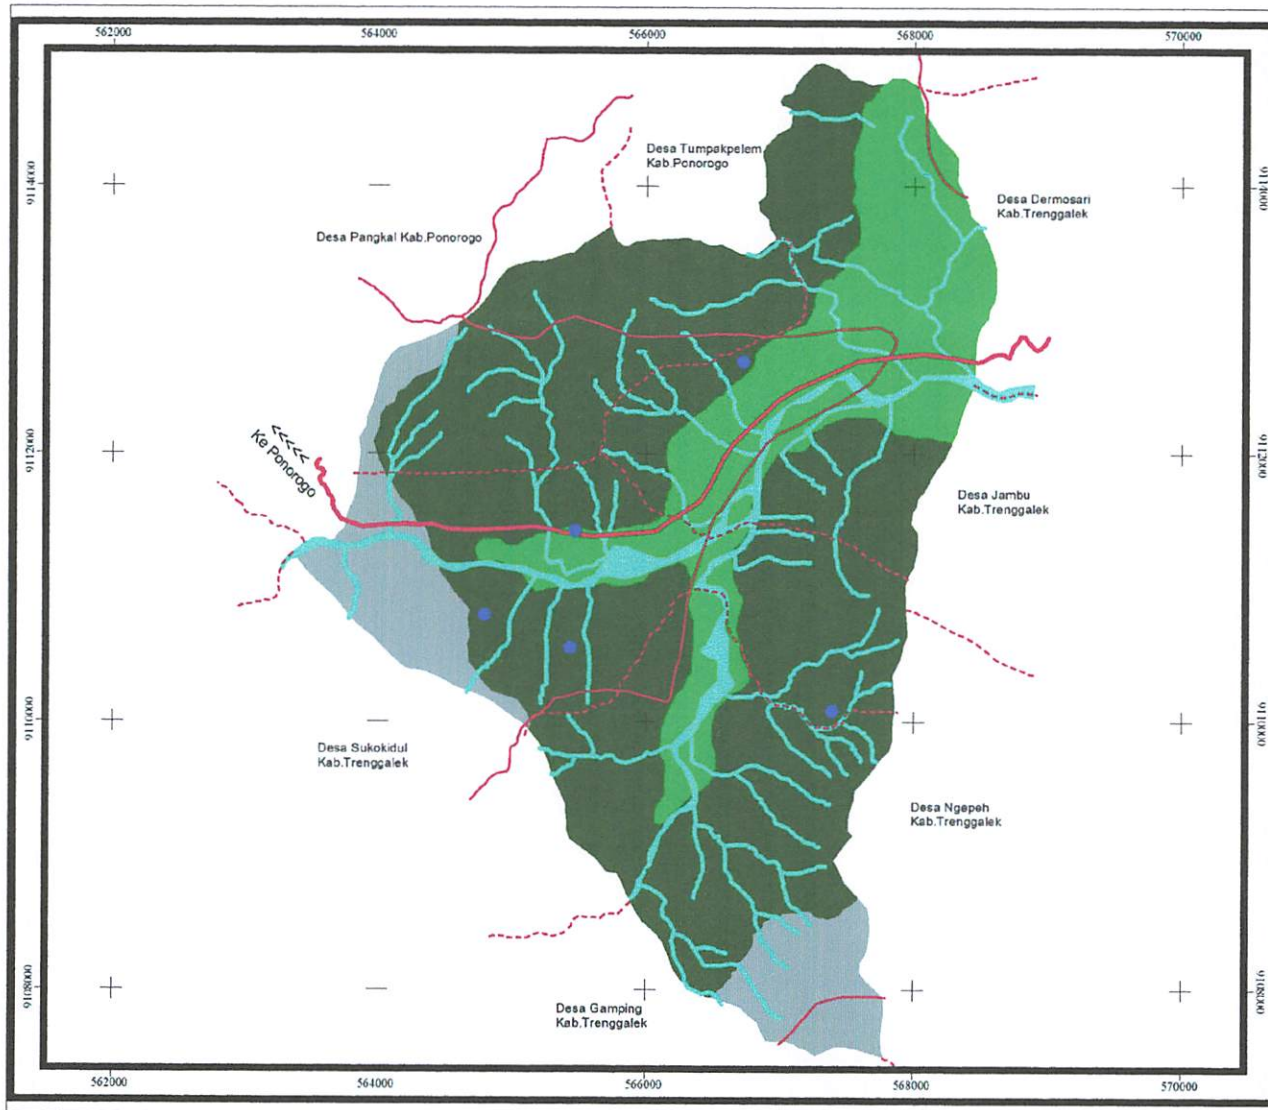 562000 564000 566000 568000 570000
9114000 9114000
Desa Tumpakpelem
Kab Ponorogo
Desa Dermosari
Kab.Trenggalek
Desa Pangkal Kab.Ponorogo
<<<<<
Ke Ponorogo
9112000 9112000
Desa Jambu
Kab.Trenggalek
9110000 9110000
Desa Sukokidul
Kab.Trenggalek
Desa Ngepeh
Kab.Trenggalek
9108000 9108000
Desa Gamping
Kab.Trenggalek
562000 564000 566000 568000 570000